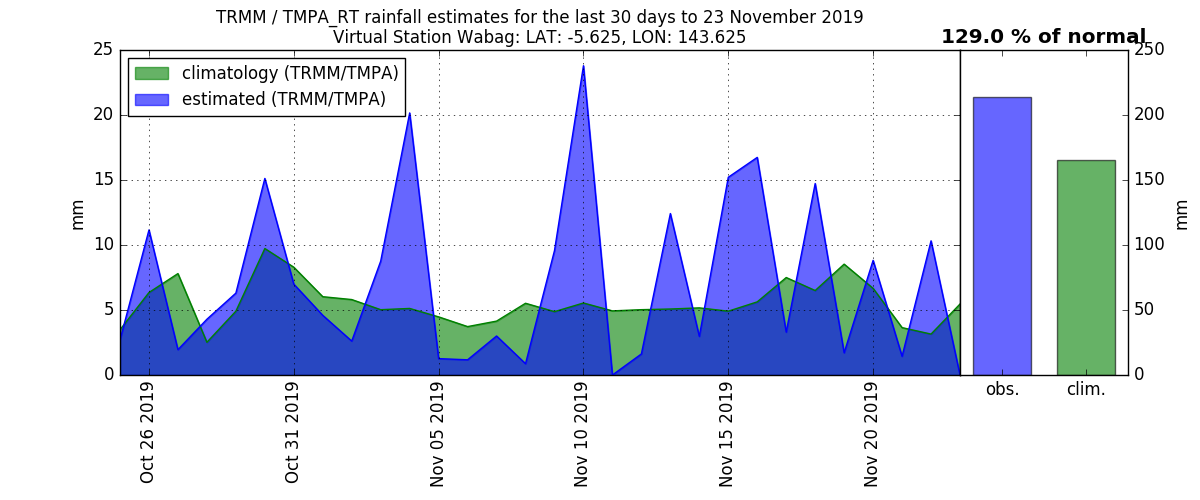 TRMM / TMPA_RT rainfall estimates for the last 30 days to 23 November 2019
Virtual Station Wabag: LAT: -5.625, LON: 143.625
129.0 % of normal
climatology (TRMM/TMPA)
estimated (TRMM/TMPA)
25
20
15
10
5
0
mm
Oct 26 2019
Oct 31 2019
Nov 05 2019
Nov 10 2019
Nov 15 2019
Nov 20 2019
250
200
150
100
50
0
mm
obs.
clim.